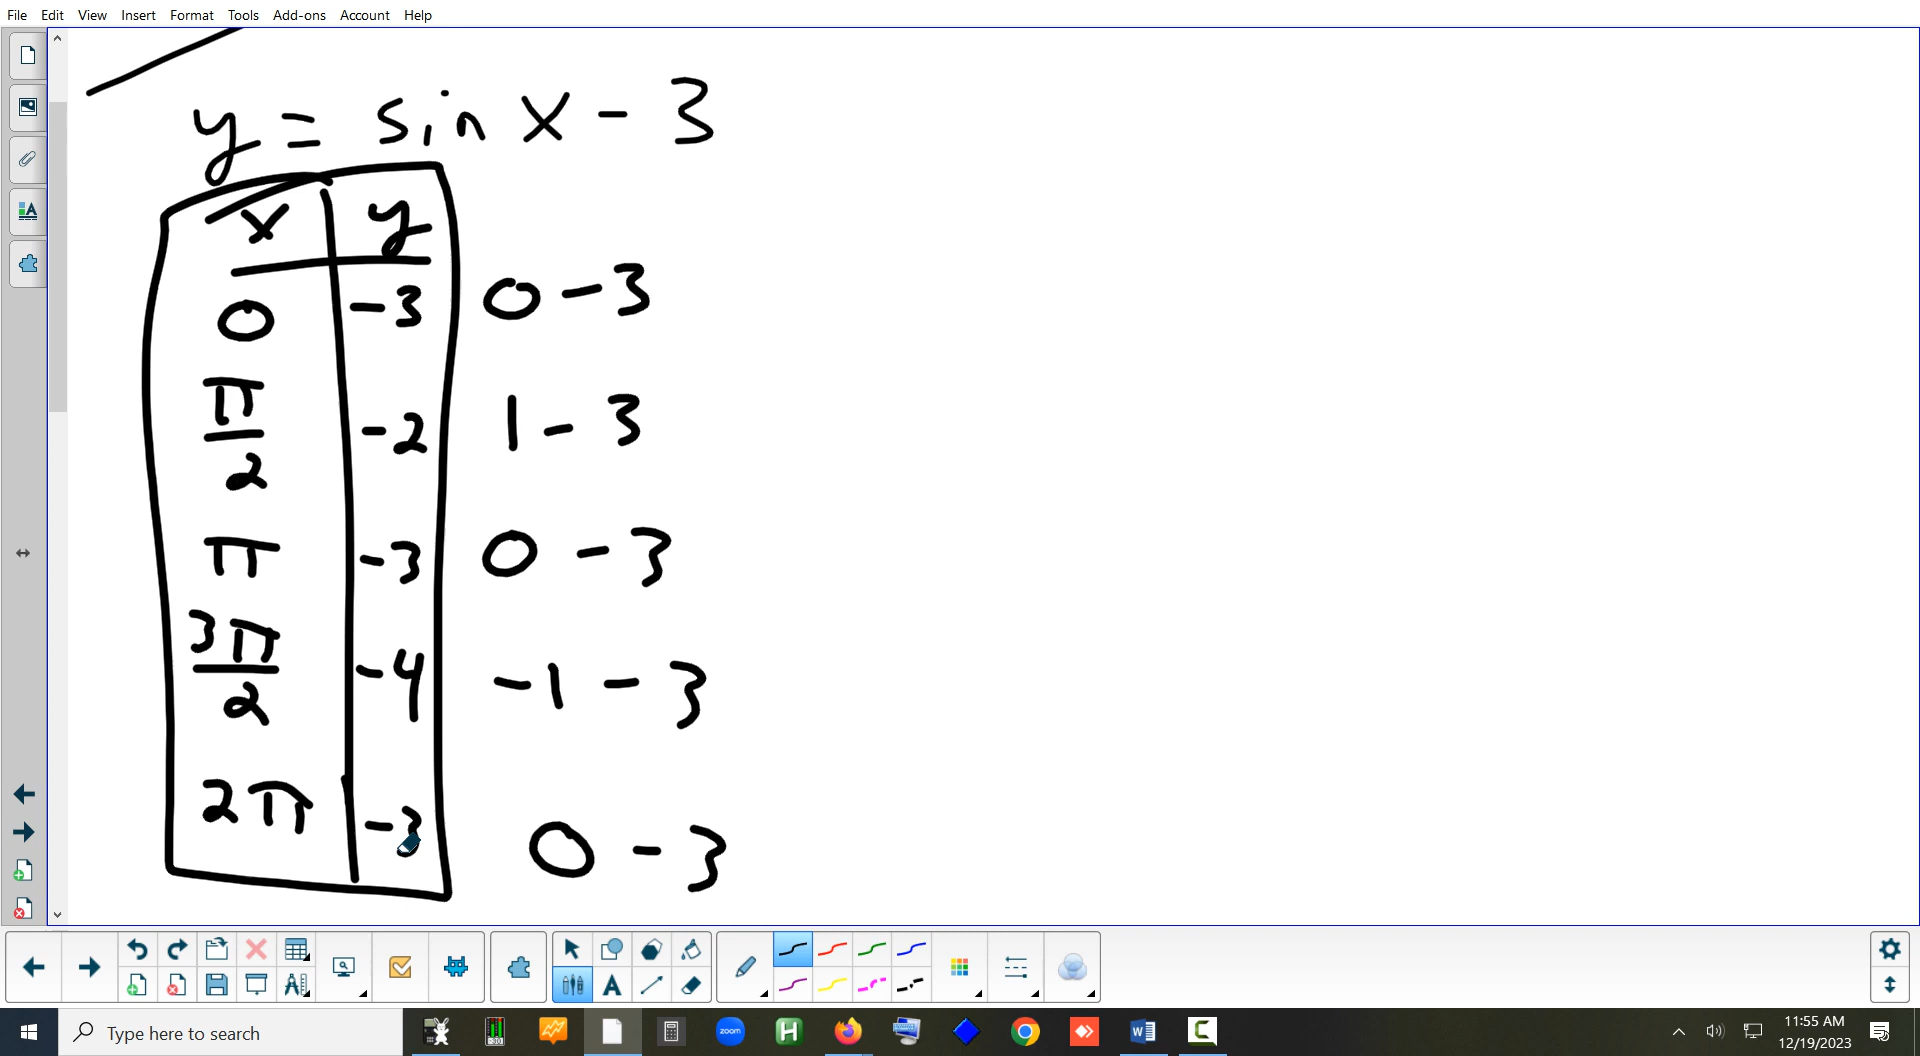 File Edit View Insert Format Tools Add-ons Account Help
y = sin x - 3
x y
0 -3 0 - 3
π/2 -2 1 - 3
π -3 0 - 3
3π/2 -4 -1 - 3
2π -3 0 - 3
A
A
Type here to search
zoom
H
W
C
11:55 AM
12/19/2023